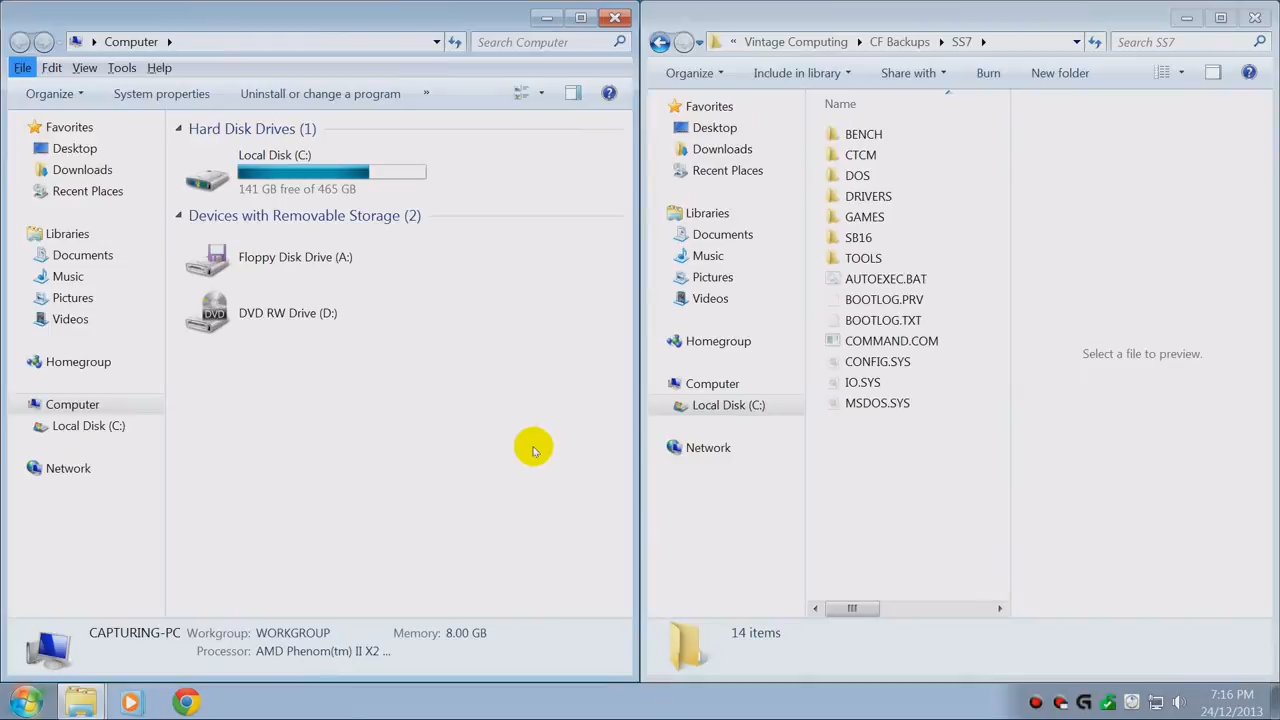 Computer
Search Computer
File Edit View Tools Help
Organize System properties Uninstall or change a program »
Favorites
Desktop
Downloads
Recent Places
Libraries
Documents
Music
Pictures
Videos
Homegroup
Computer
Local Disk (C:)
Network
Hard Disk Drives (1)
Local Disk (C:)
141 GB free of 465 GB
Devices with Removable Storage (2)
Floppy Disk Drive (A:)
DVD
DVD RW Drive (D:)
CAPTURING-PC Workgroup: WORKGROUP Memory: 8.00 GB
Processor: AMD Phenom(tm) II X2 ...
« Vintage Computing CF Backups SS7
Search SS7
Organize Include in library Share with Burn New folder
Favorites
Desktop
Downloads
Recent Places
Libraries
Documents
Music
Pictures
Videos
Homegroup
Computer
Local Disk (C:)
Network
Name
BENCH
CTCM
DOS
DRIVERS
GAMES
SB16
TOOLS
AUTOEXEC.BAT
BOOTLOG.PRV
BOOTLOG.TXT
COMMAND.COM
CONFIG.SYS
IO.SYS
MSDOS.SYS
Select a file to preview.
14 items
7:16 PM
24/12/2013